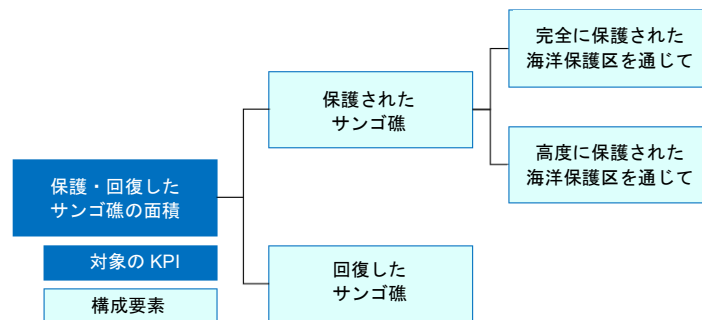 完全に保護された
海洋保護区を通じて
保護された
サンゴ礁
高度に保護された
海洋保護区を通じて
保護・回復した
サンゴ礁の面積
対象の KPI
回復した
サンゴ礁
構成要素